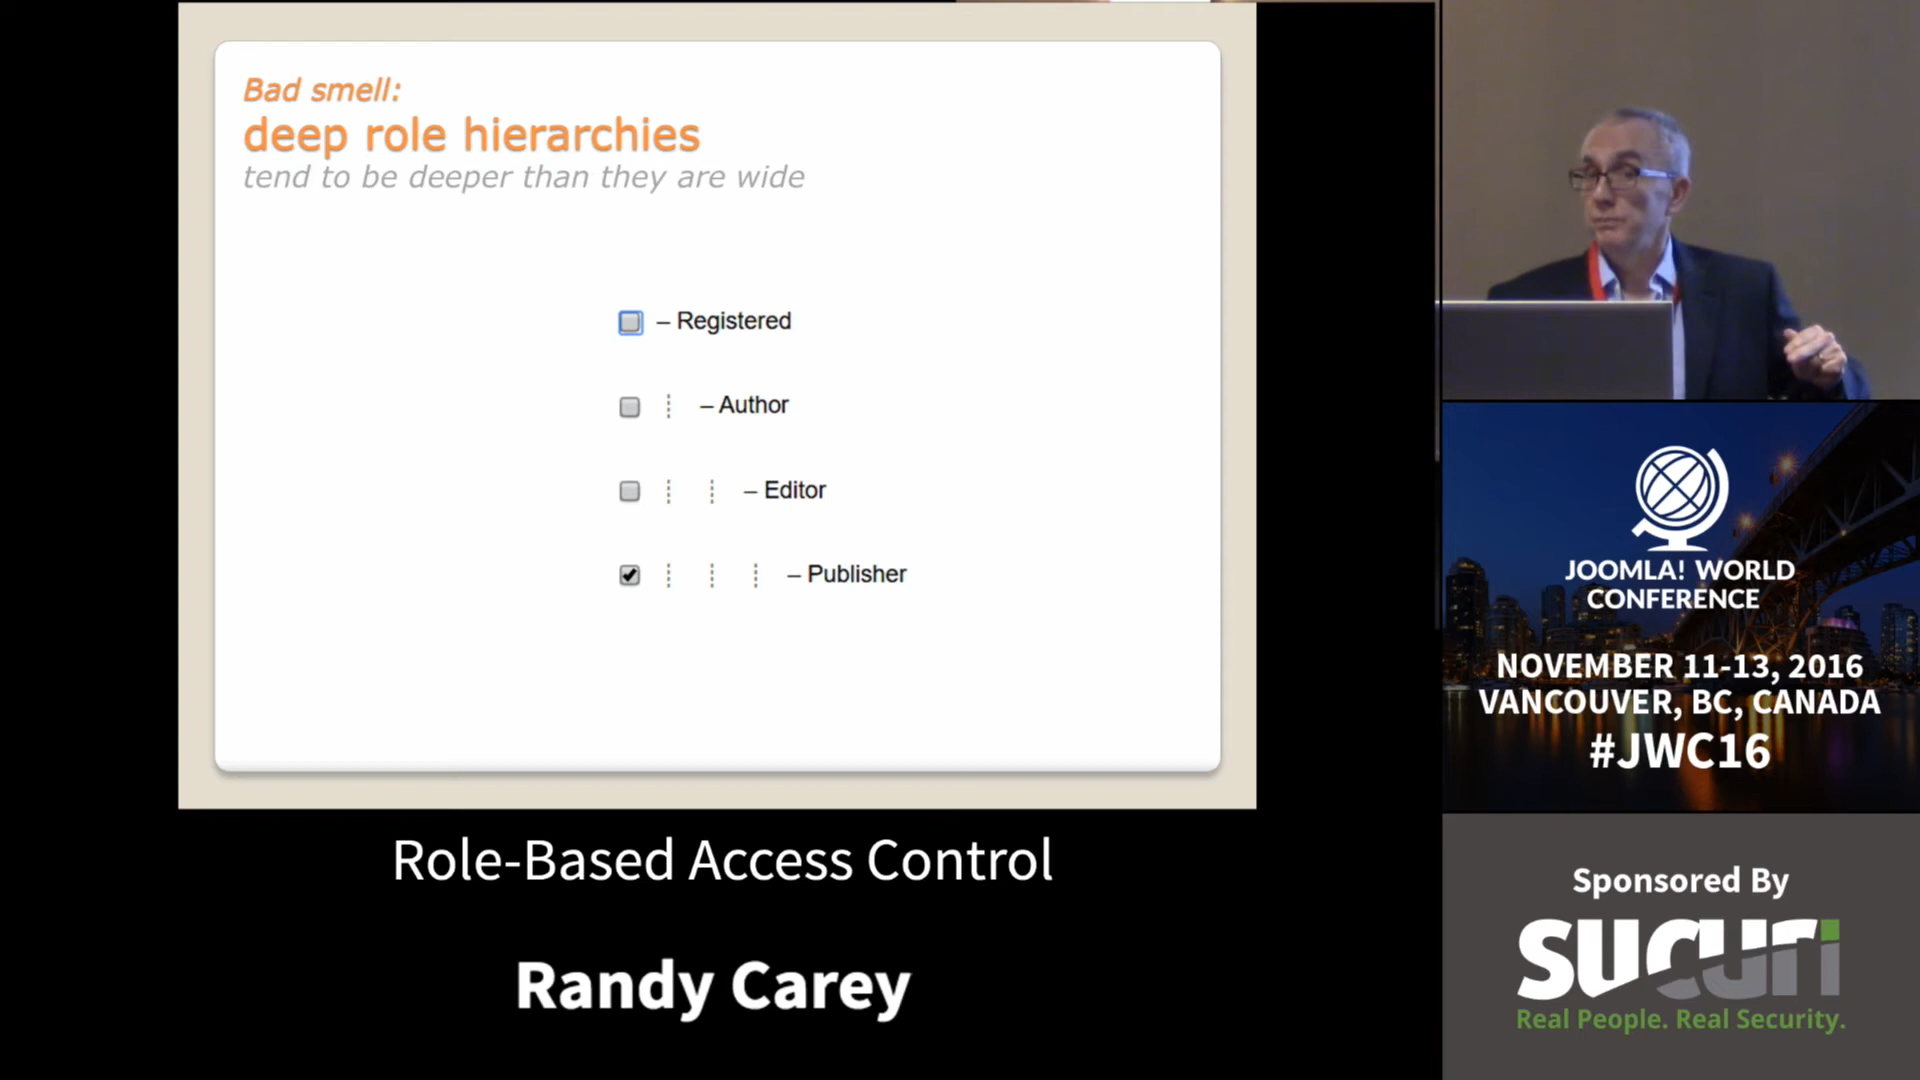 Bad smell:
deep role hierarchies
tend to be deeper than they are wide
– Registered
– Author
– Editor
– Publisher
Role-Based Access Control
Randy Carey
JOOMLA! WORLD
CONFERENCE
NOVEMBER 11-13, 2016
VANCOUVER, BC, CANADA
#JWC16
Sponsored By
SUCURi
Real People. Real Security.